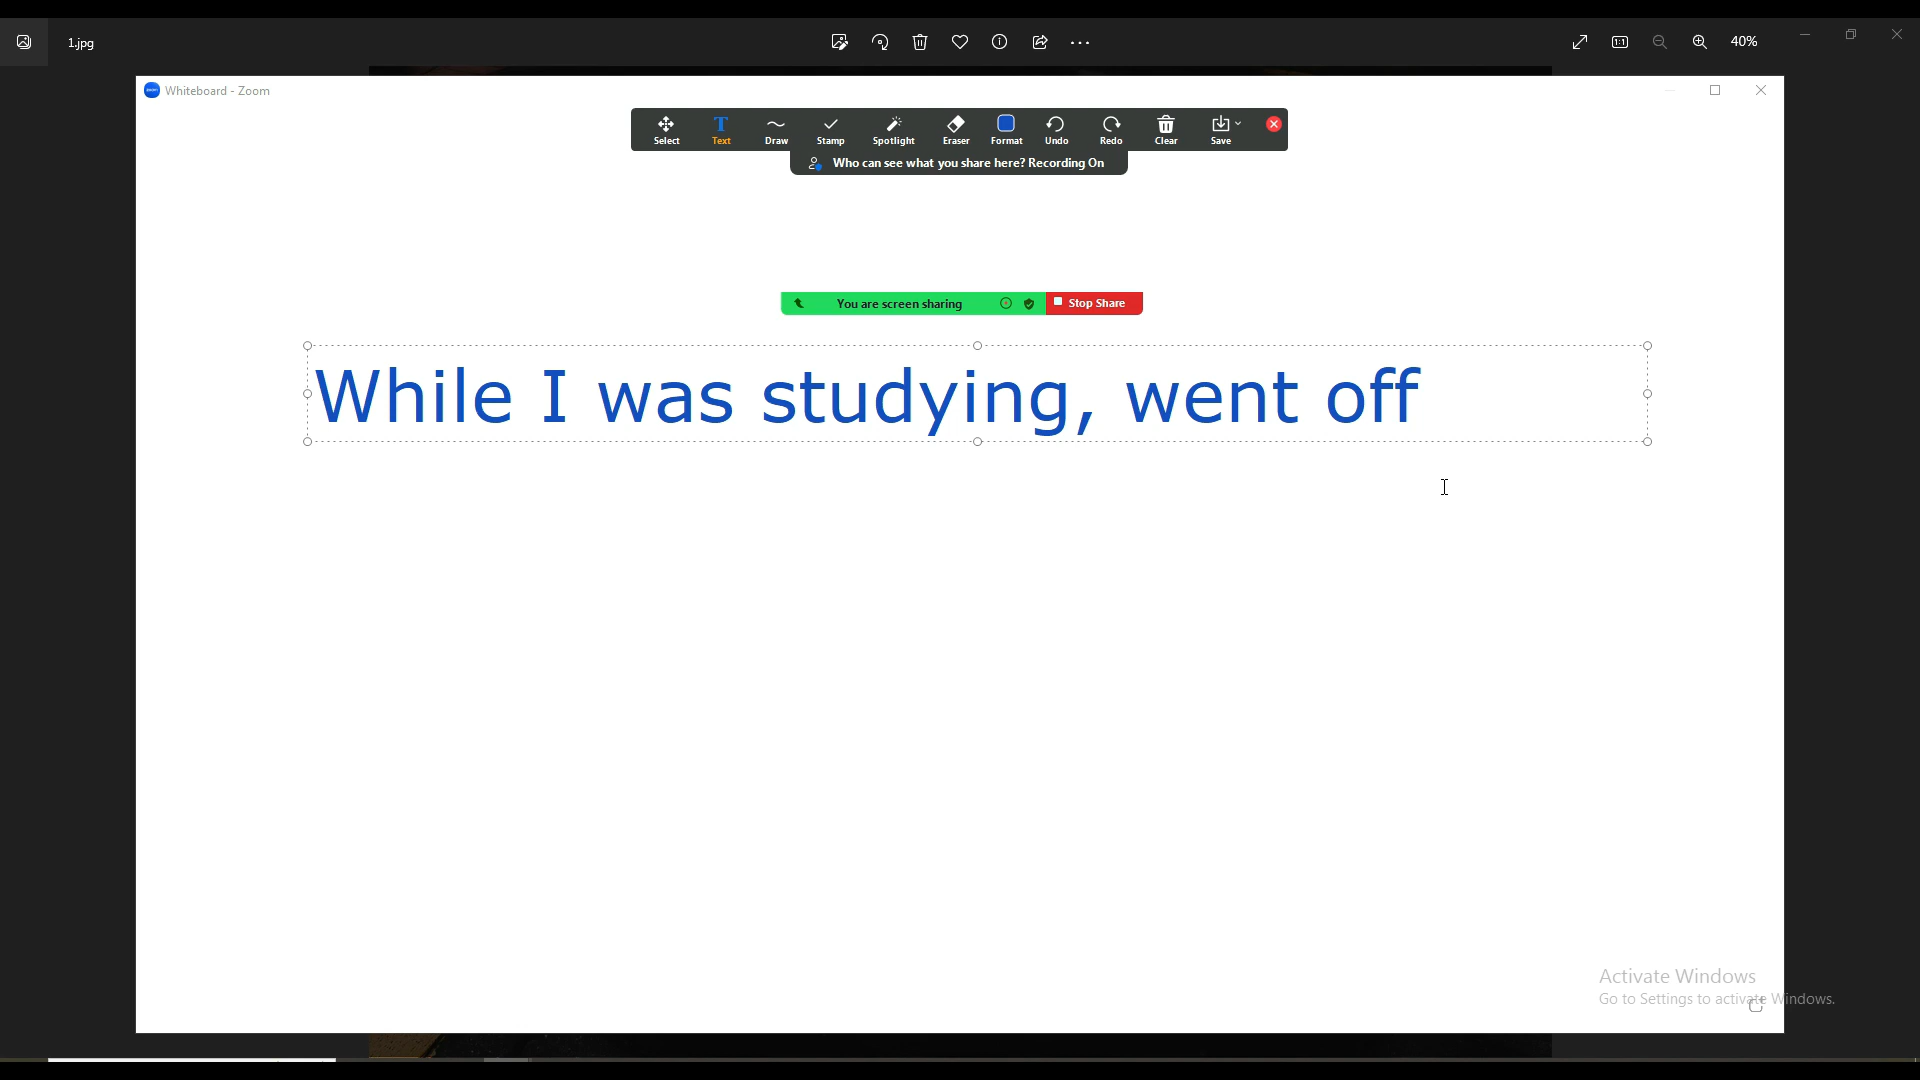 1.jpg
40%
Whiteboard - Zoom
Select Text Draw Stamp Spotlight Eraser Format Undo Redo Clear Save
Who can see what you share here? Recording On
You are screen sharing Stop Share
While I was studying, went off
Activate Windows
Go to Settings to activate Windows.